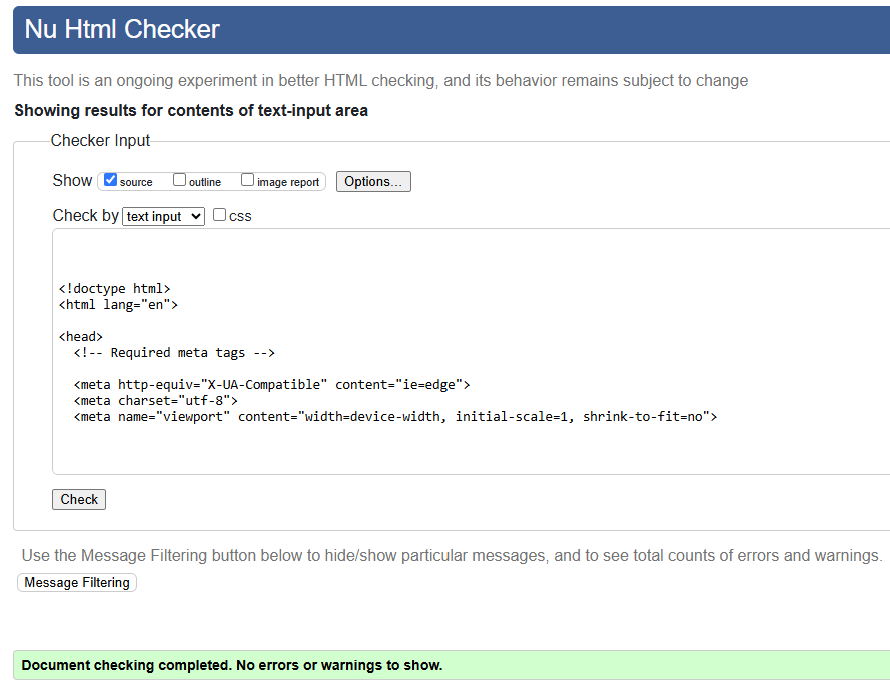 Nu Html Checker
This tool is an ongoing experiment in better HTML checking, and its behavior remains subject to change
Showing results for contents of text-input area
Checker Input
Show source outline image report Options...
Check by text input css
<!doctype html>
<html lang="en">
<head>
<!-- Required meta tags -->
<meta http-equiv="X-UA-Compatible" content="ie=edge">
<meta charset="utf-8">
<meta name="viewport" content="width=device-width, initial-scale=1, shrink-to-fit=no">
Check
Use the Message Filtering button below to hide/show particular messages, and to see total counts of errors and warnings.
Message Filtering
Document checking completed. No errors or warnings to show.